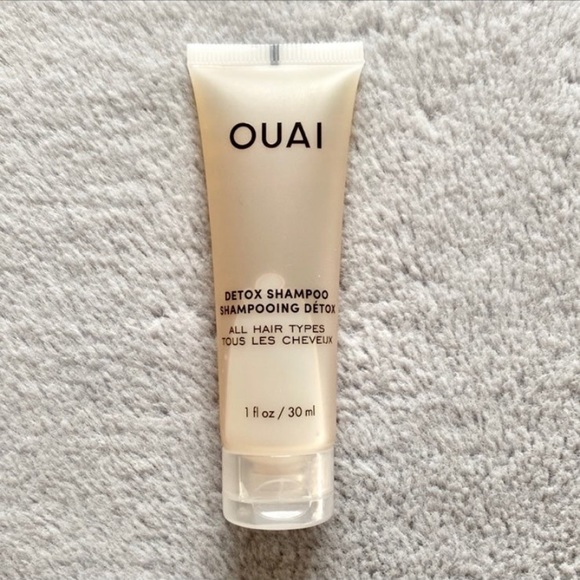 OUAI
DETOX SHAMPOO
SHAMPOOING DÉTOX
ALL HAIR TYPES
TOUS LES CHEVEUX
1 fl oz / 30 ml